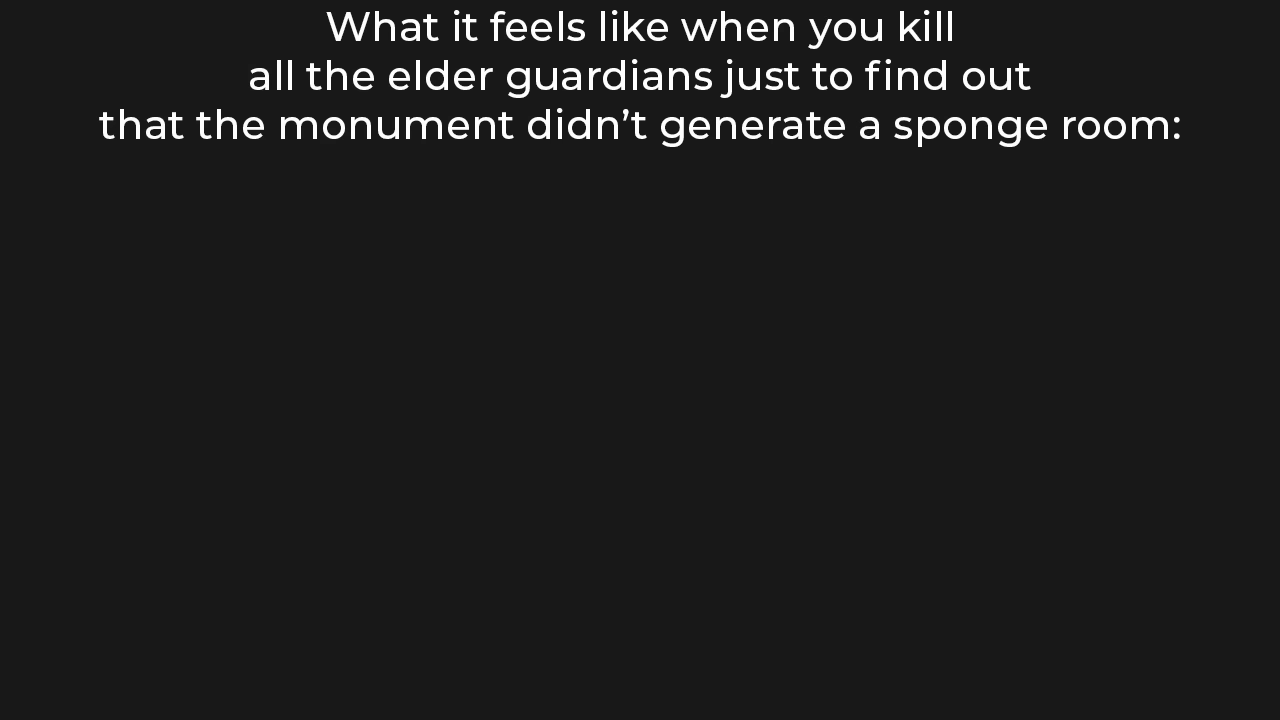 What it feels like when you kill
all the elder guardians just to find out
that the monument didn’t generate a sponge room: